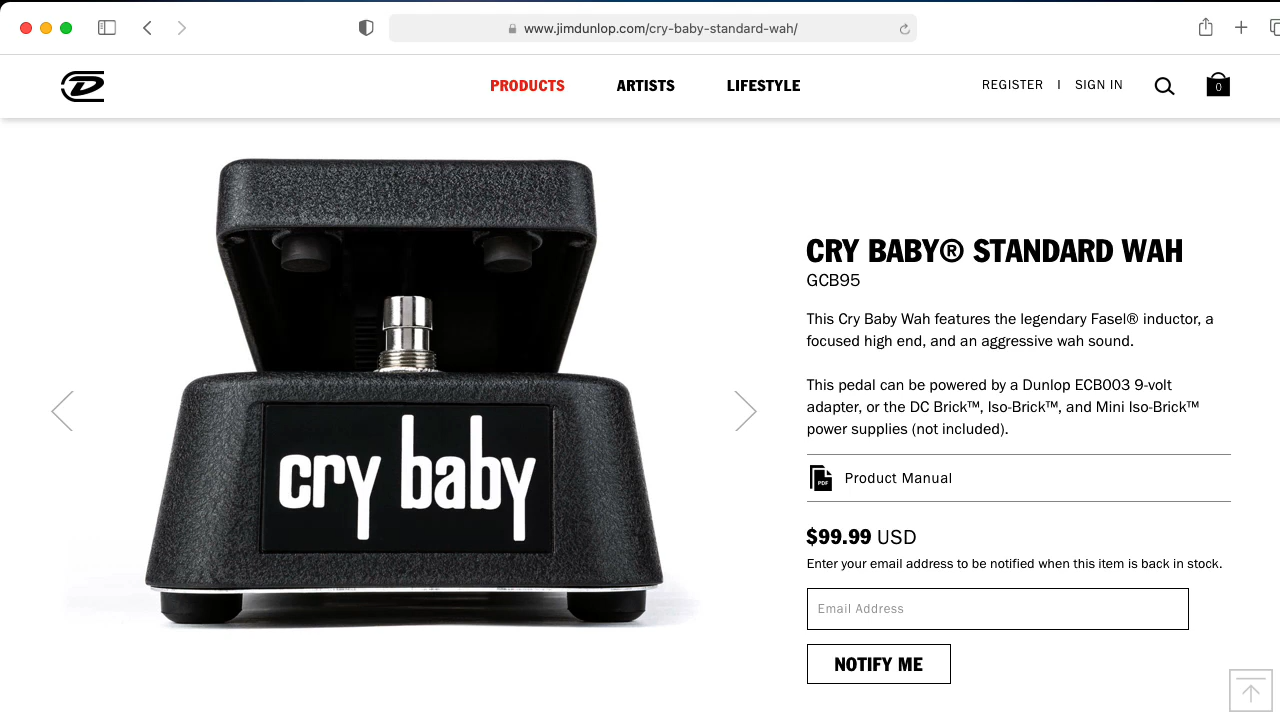 www.jimdunlop.com/cry-baby-standard-wah/
PRODUCTS
ARTISTS
LIFESTYLE
REGISTER | SIGN IN
0
cry baby
CRY BABY® STANDARD WAH
GCB95
This Cry Baby Wah features the legendary Fasel® inductor, a
focused high end, and an aggressive wah sound.
This pedal can be powered by a Dunlop ECB003 9-volt
adapter, or the DC Brick™, Iso-Brick™, and Mini Iso-Brick™
power supplies (not included).
PDF
Product Manual
$99.99 USD
Enter your email address to be notified when this item is back in stock.
Email Address
NOTIFY ME